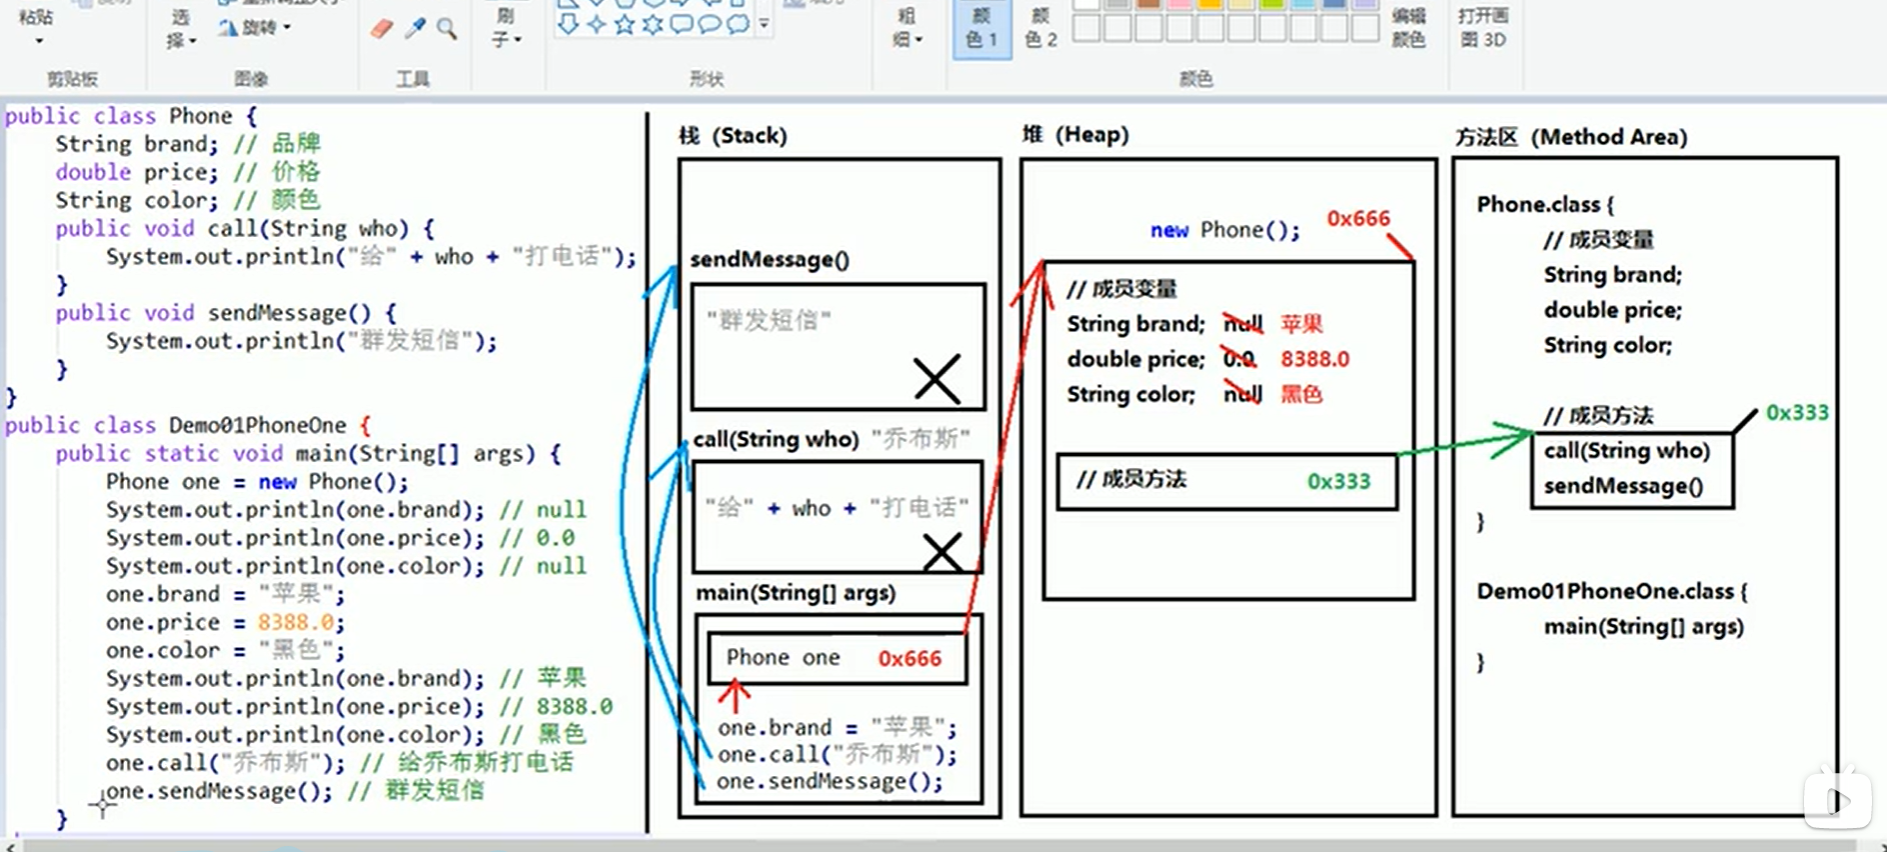 粘贴
选
择
旋转
刷
子
粗
细
颜
色 1
颜
色 2
编辑
颜色
打开画
图 3D
剪贴板
图像
工具
形状
颜色
public class Phone {
String brand; // 品牌
double price; // 价格
String color; // 颜色
public void call(String who) {
System.out.println("给" + who + "打电话");
}
public void sendMessage() {
System.out.println("群发短信");
}
}
public class Demo01PhoneOne {
public static void main(String[] args) {
Phone one = new Phone();
System.out.println(one.brand); // null
System.out.println(one.price); // 0.0
System.out.println(one.color); // null
one.brand = "苹果";
one.price = 8388.0;
one.color = "黑色";
System.out.println(one.brand); // 苹果
System.out.println(one.price); // 8388.0
System.out.println(one.color); // 黑色
one.call("乔布斯"); // 给乔布斯打电话
one.sendMessage(); // 群发短信
}
栈 (Stack)
sendMessage()
"群发短信"
call(String who) "乔布斯"
"给" + who + "打电话"
main(String[] args)
Phone one 0x666
one.brand = "苹果";
one.call("乔布斯");
one.sendMessage();
堆 (Heap)
new Phone(); 0x666
// 成员变量
String brand; null 苹果
double price; 0.0 8388.0
String color; null 黑色
// 成员方法 0x333
方法区 (Method Area)
Phone.class {
// 成员变量
String brand;
double price;
String color;
// 成员方法 0x333
call(String who)
sendMessage()
}
Demo01PhoneOne.class {
main(String[] args)
}